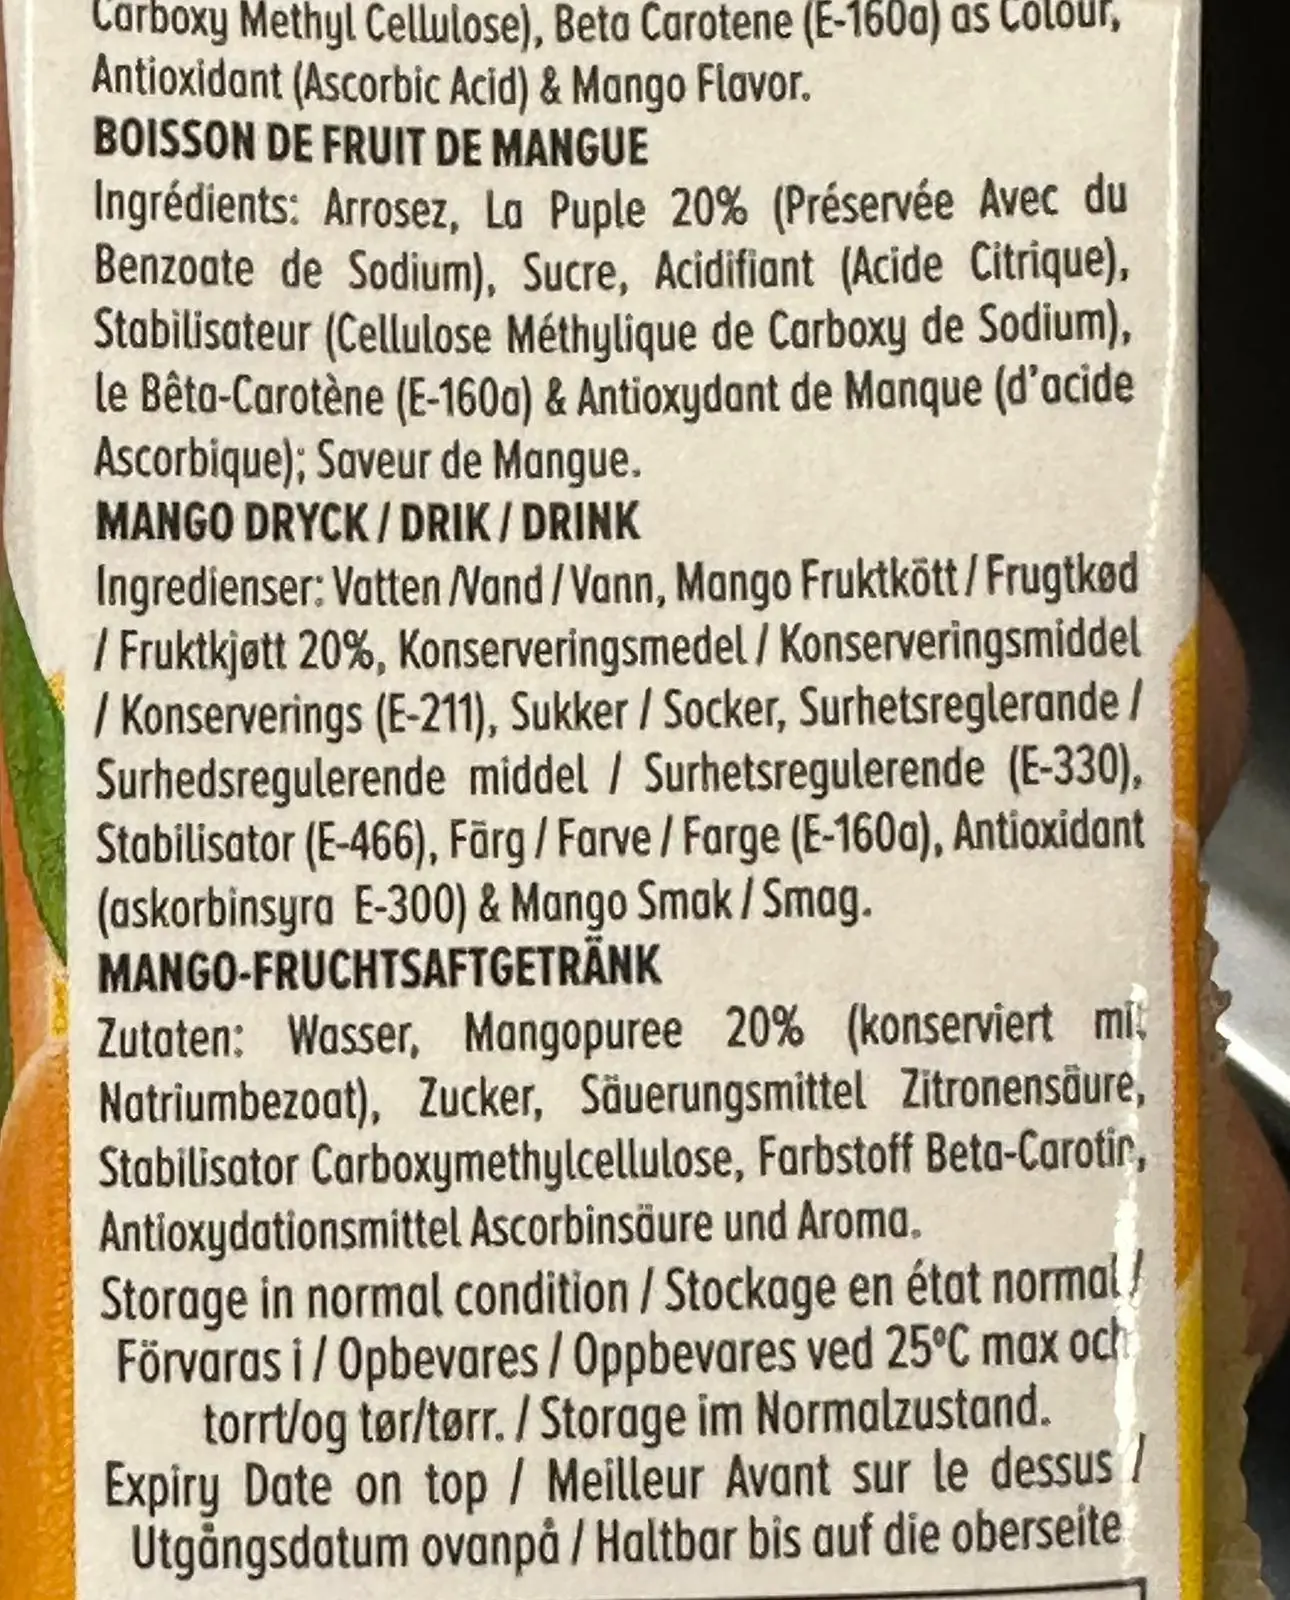 Carboxy Methyl Cellulose), Beta Carotene (E-160a) as Colour,
Antioxidant (Ascorbic Acid) & Mango Flavor.
BOISSON DE FRUIT DE MANGUE
Ingrédients: Arrosez, La Puple 20% (Préservée Avec du
Benzoate de Sodium), Sucre, Acidifiant (Acide Citrique),
Stabilisateur (Cellulose Méthylique de Carboxy de Sodium),
le Bêta-Carotène (E-160a) & Antioxydant de Manque (d'acide
Ascorbique); Saveur de Mangue.
MANGO DRYCK / DRIK / DRINK
Ingredienser: Vatten /Vand / Vann, Mango Fruktkött / Frugtkød
/ Fruktkjøtt 20%, Konserveringsmedel / Konserveringsmiddel
/ Konserverings (E-211), Sukker / Socker, Surhetsreglerande /
Surhedsregulerende middel / Surhetsregulerende (E-330),
Stabilisator (E-466), Färg / Farve / Farge (E-160a), Antioxidant
(askorbinsyra E-300) & Mango Smak / Smag.
MANGO-FRUCHTSAFTGETRÄNK
Zutaten: Wasser, Mangopuree 20% (konserviert mit
Natriumbezoat), Zucker, Säuerungsmittel Zitronensäure,
Stabilisator Carboxymethylcellulose, Farbstoff Beta-Carotin,
Antioxydationsmittel Ascorbinsäure und Aroma.
Storage in normal condition / Stockage en état normal /
Förvaras i / Opbevares / Oppbevares ved 25°C max och
torrt/og tør/tørr. / Storage im Normalzustand.
Expiry Date on top / Meilleur Avant sur le dessus /
Utgångsdatum ovanpå / Haltbar bis auf die oberseite